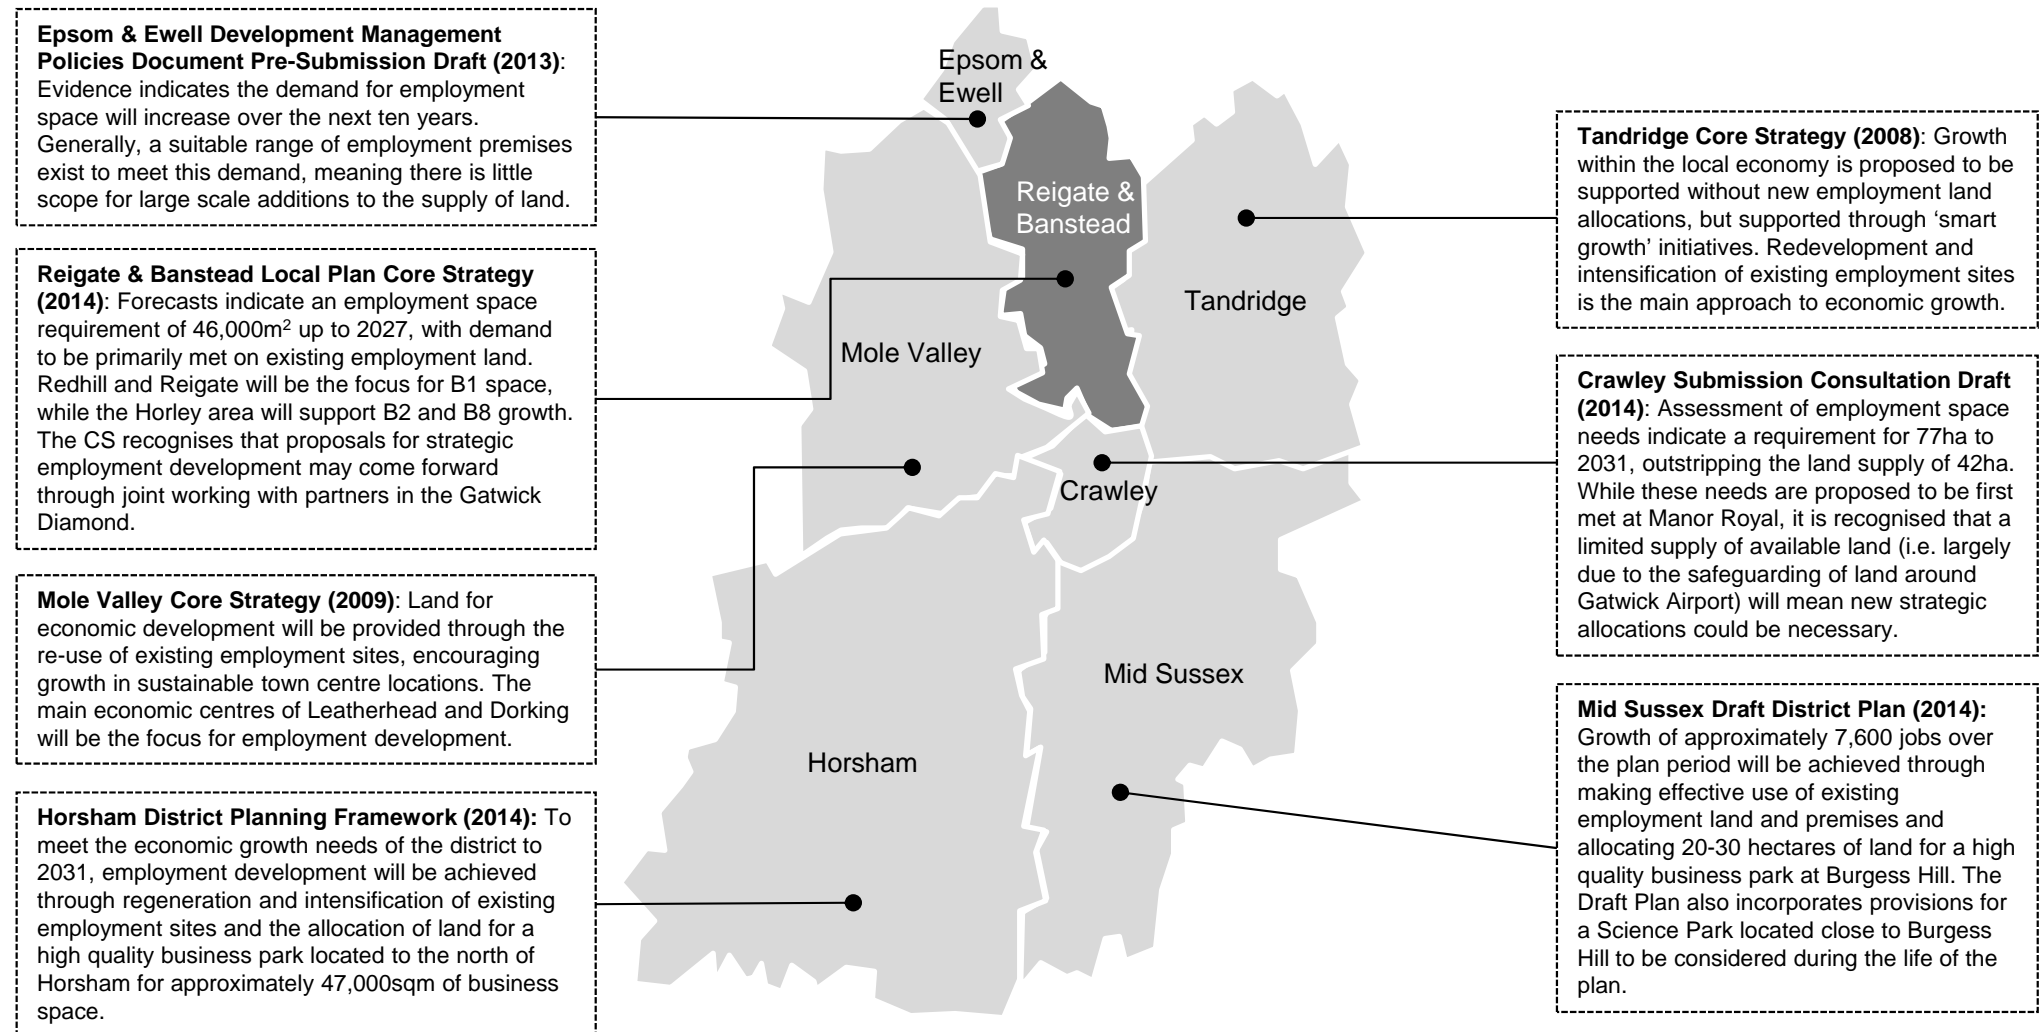 Epsom & Ewell Development Management
Policies Document Pre-Submission Draft (2013):
Evidence indicates the demand for employment
space will increase over the next ten years.
Generally, a suitable range of employment premises
exist to meet this demand, meaning there is little
scope for large scale additions to the supply of land.
Reigate & Banstead Local Plan Core Strategy
(2014): Forecasts indicate an employment space
requirement of 46,000m² up to 2027, with demand
to be primarily met on existing employment land.
Redhill and Reigate will be the focus for B1 space,
while the Horley area will support B2 and B8 growth.
The CS recognises that proposals for strategic
employment development may come forward
through joint working with partners in the Gatwick
Diamond.
Mole Valley Core Strategy (2009): Land for
economic development will be provided through the
re-use of existing employment sites, encouraging
growth in sustainable town centre locations. The
main economic centres of Leatherhead and Dorking
will be the focus for employment development.
Horsham District Planning Framework (2014): To
meet the economic growth needs of the district to
2031, employment development will be achieved
through regeneration and intensification of existing
employment sites and the allocation of land for a
high quality business park located to the north of
Horsham for approximately 47,000sqm of business
space.
Epsom &
Ewell
Reigate &
Banstead
Tandridge
Mole Valley
Crawley
Mid Sussex
Horsham
Tandridge Core Strategy (2008): Growth
within the local economy is proposed to be
supported without new employment land
allocations, but supported through ‘smart
growth’ initiatives. Redevelopment and
intensification of existing employment sites
is the main approach to economic growth.
Crawley Submission Consultation Draft
(2014): Assessment of employment space
needs indicate a requirement for 77ha to
2031, outstripping the land supply of 42ha.
While these needs are proposed to be first
met at Manor Royal, it is recognised that a
limited supply of available land (i.e. largely
due to the safeguarding of land around
Gatwick Airport) will mean new strategic
allocations could be necessary.
Mid Sussex Draft District Plan (2014):
Growth of approximately 7,600 jobs over
the plan period will be achieved through
making effective use of existing
employment land and premises and
allocating 20-30 hectares of land for a high
quality business park at Burgess Hill. The
Draft Plan also incorporates provisions for
a Science Park located close to Burgess
Hill to be considered during the life of the
plan.